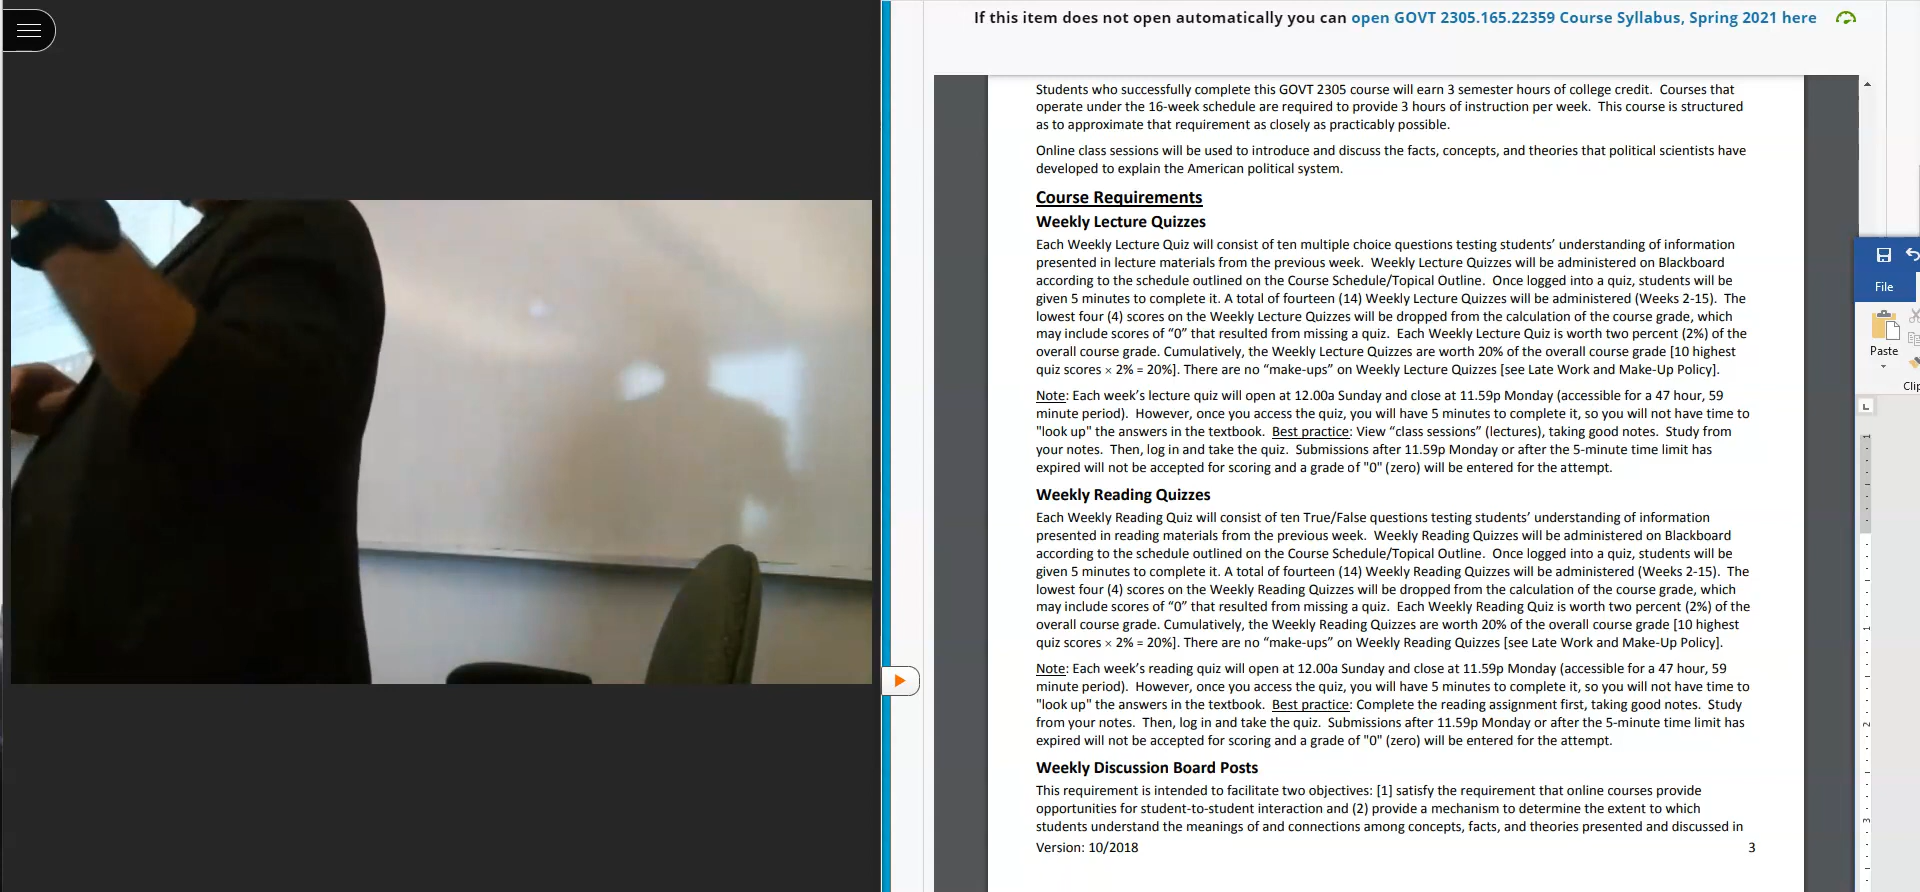 If this item does not open automatically you can open GOVT 2305.165.22359 Course Syllabus, Spring 2021 here
Students who successfully complete this GOVT 2305 course will earn 3 semester hours of college credit.  Courses that
operate under the 16-week schedule are required to provide 3 hours of instruction per week.  This course is structured
as to approximate that requirement as closely as practicably possible.
Online class sessions will be used to introduce and discuss the facts, concepts, and theories that political scientists have
developed to explain the American political system.
Course Requirements
Weekly Lecture Quizzes
Each Weekly Lecture Quiz will consist of ten multiple choice questions testing students’ understanding of information
presented in lecture materials from the previous week.  Weekly Lecture Quizzes will be administered on Blackboard
according to the schedule outlined on the Course Schedule/Topical Outline.  Once logged into a quiz, students will be
given 5 minutes to complete it. A total of fourteen (14) Weekly Lecture Quizzes will be administered (Weeks 2-15).  The
lowest four (4) scores on the Weekly Lecture Quizzes will be dropped from the calculation of the course grade, which
may include scores of “0” that resulted from missing a quiz.  Each Weekly Lecture Quiz is worth two percent (2%) of the
overall course grade. Cumulatively, the Weekly Lecture Quizzes are worth 20% of the overall course grade [10 highest
quiz scores × 2% = 20%]. There are no “make-ups” on Weekly Lecture Quizzes [see Late Work and Make-Up Policy].
Note: Each week’s lecture quiz will open at 12.00a Sunday and close at 11.59p Monday (accessible for a 47 hour, 59
minute period).  However, once you access the quiz, you will have 5 minutes to complete it, so you will not have time to
"look up" the answers in the textbook.  Best practice: View “class sessions” (lectures), taking good notes.  Study from
your notes.  Then, log in and take the quiz.  Submissions after 11.59p Monday or after the 5-minute time limit has
expired will not be accepted for scoring and a grade of "0" (zero) will be entered for the attempt.
Weekly Reading Quizzes
Each Weekly Reading Quiz will consist of ten True/False questions testing students’ understanding of information
presented in reading materials from the previous week.  Weekly Reading Quizzes will be administered on Blackboard
according to the schedule outlined on the Course Schedule/Topical Outline.  Once logged into a quiz, students will be
given 5 minutes to complete it. A total of fourteen (14) Weekly Reading Quizzes will be administered (Weeks 2-15).  The
lowest four (4) scores on the Weekly Reading Quizzes will be dropped from the calculation of the course grade, which
may include scores of “0” that resulted from missing a quiz.  Each Weekly Reading Quiz is worth two percent (2%) of the
overall course grade. Cumulatively, the Weekly Reading Quizzes are worth 20% of the overall course grade [10 highest
quiz scores × 2% = 20%]. There are no “make-ups” on Weekly Reading Quizzes [see Late Work and Make-Up Policy].
Note: Each week’s reading quiz will open at 12.00a Sunday and close at 11.59p Monday (accessible for a 47 hour, 59
minute period).  However, once you access the quiz, you will have 5 minutes to complete it, so you will not have time to
"look up" the answers in the textbook.  Best practice: Complete the reading assignment first, taking good notes.  Study
from your notes.  Then, log in and take the quiz.  Submissions after 11.59p Monday or after the 5-minute time limit has
expired will not be accepted for scoring and a grade of "0" (zero) will be entered for the attempt.
Weekly Discussion Board Posts
This requirement is intended to facilitate two objectives: [1] satisfy the requirement that online courses provide
opportunities for student-to-student interaction and (2) provide a mechanism to determine the extent to which
students understand the meanings of and connections among concepts, facts, and theories presented and discussed in
Version: 10/2018 3
File
Paste
Clip
L
1
1
2
3